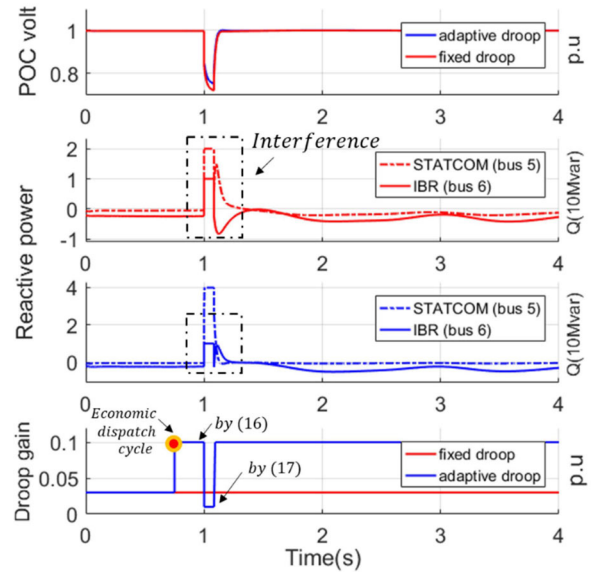 POC volt
1
0.8
0
1
2
3
4
adaptive droop
fixed droop
p.u
Reactive power
2
1
0
-1
0
1
2
3
4
Interference
STATCOM (bus 5)
IBR (bus 6)
Q(10Mvar)
4
2
0
0
1
2
3
4
STATCOM (bus 5)
IBR (bus 6)
Q(10Mvar)
Droop gain
0.1
0.05
0
Economic
dispatch
cycle
by (16)
by (17)
fixed droop
adaptive droop
p.u
0
1
2
3
4
Time(s)